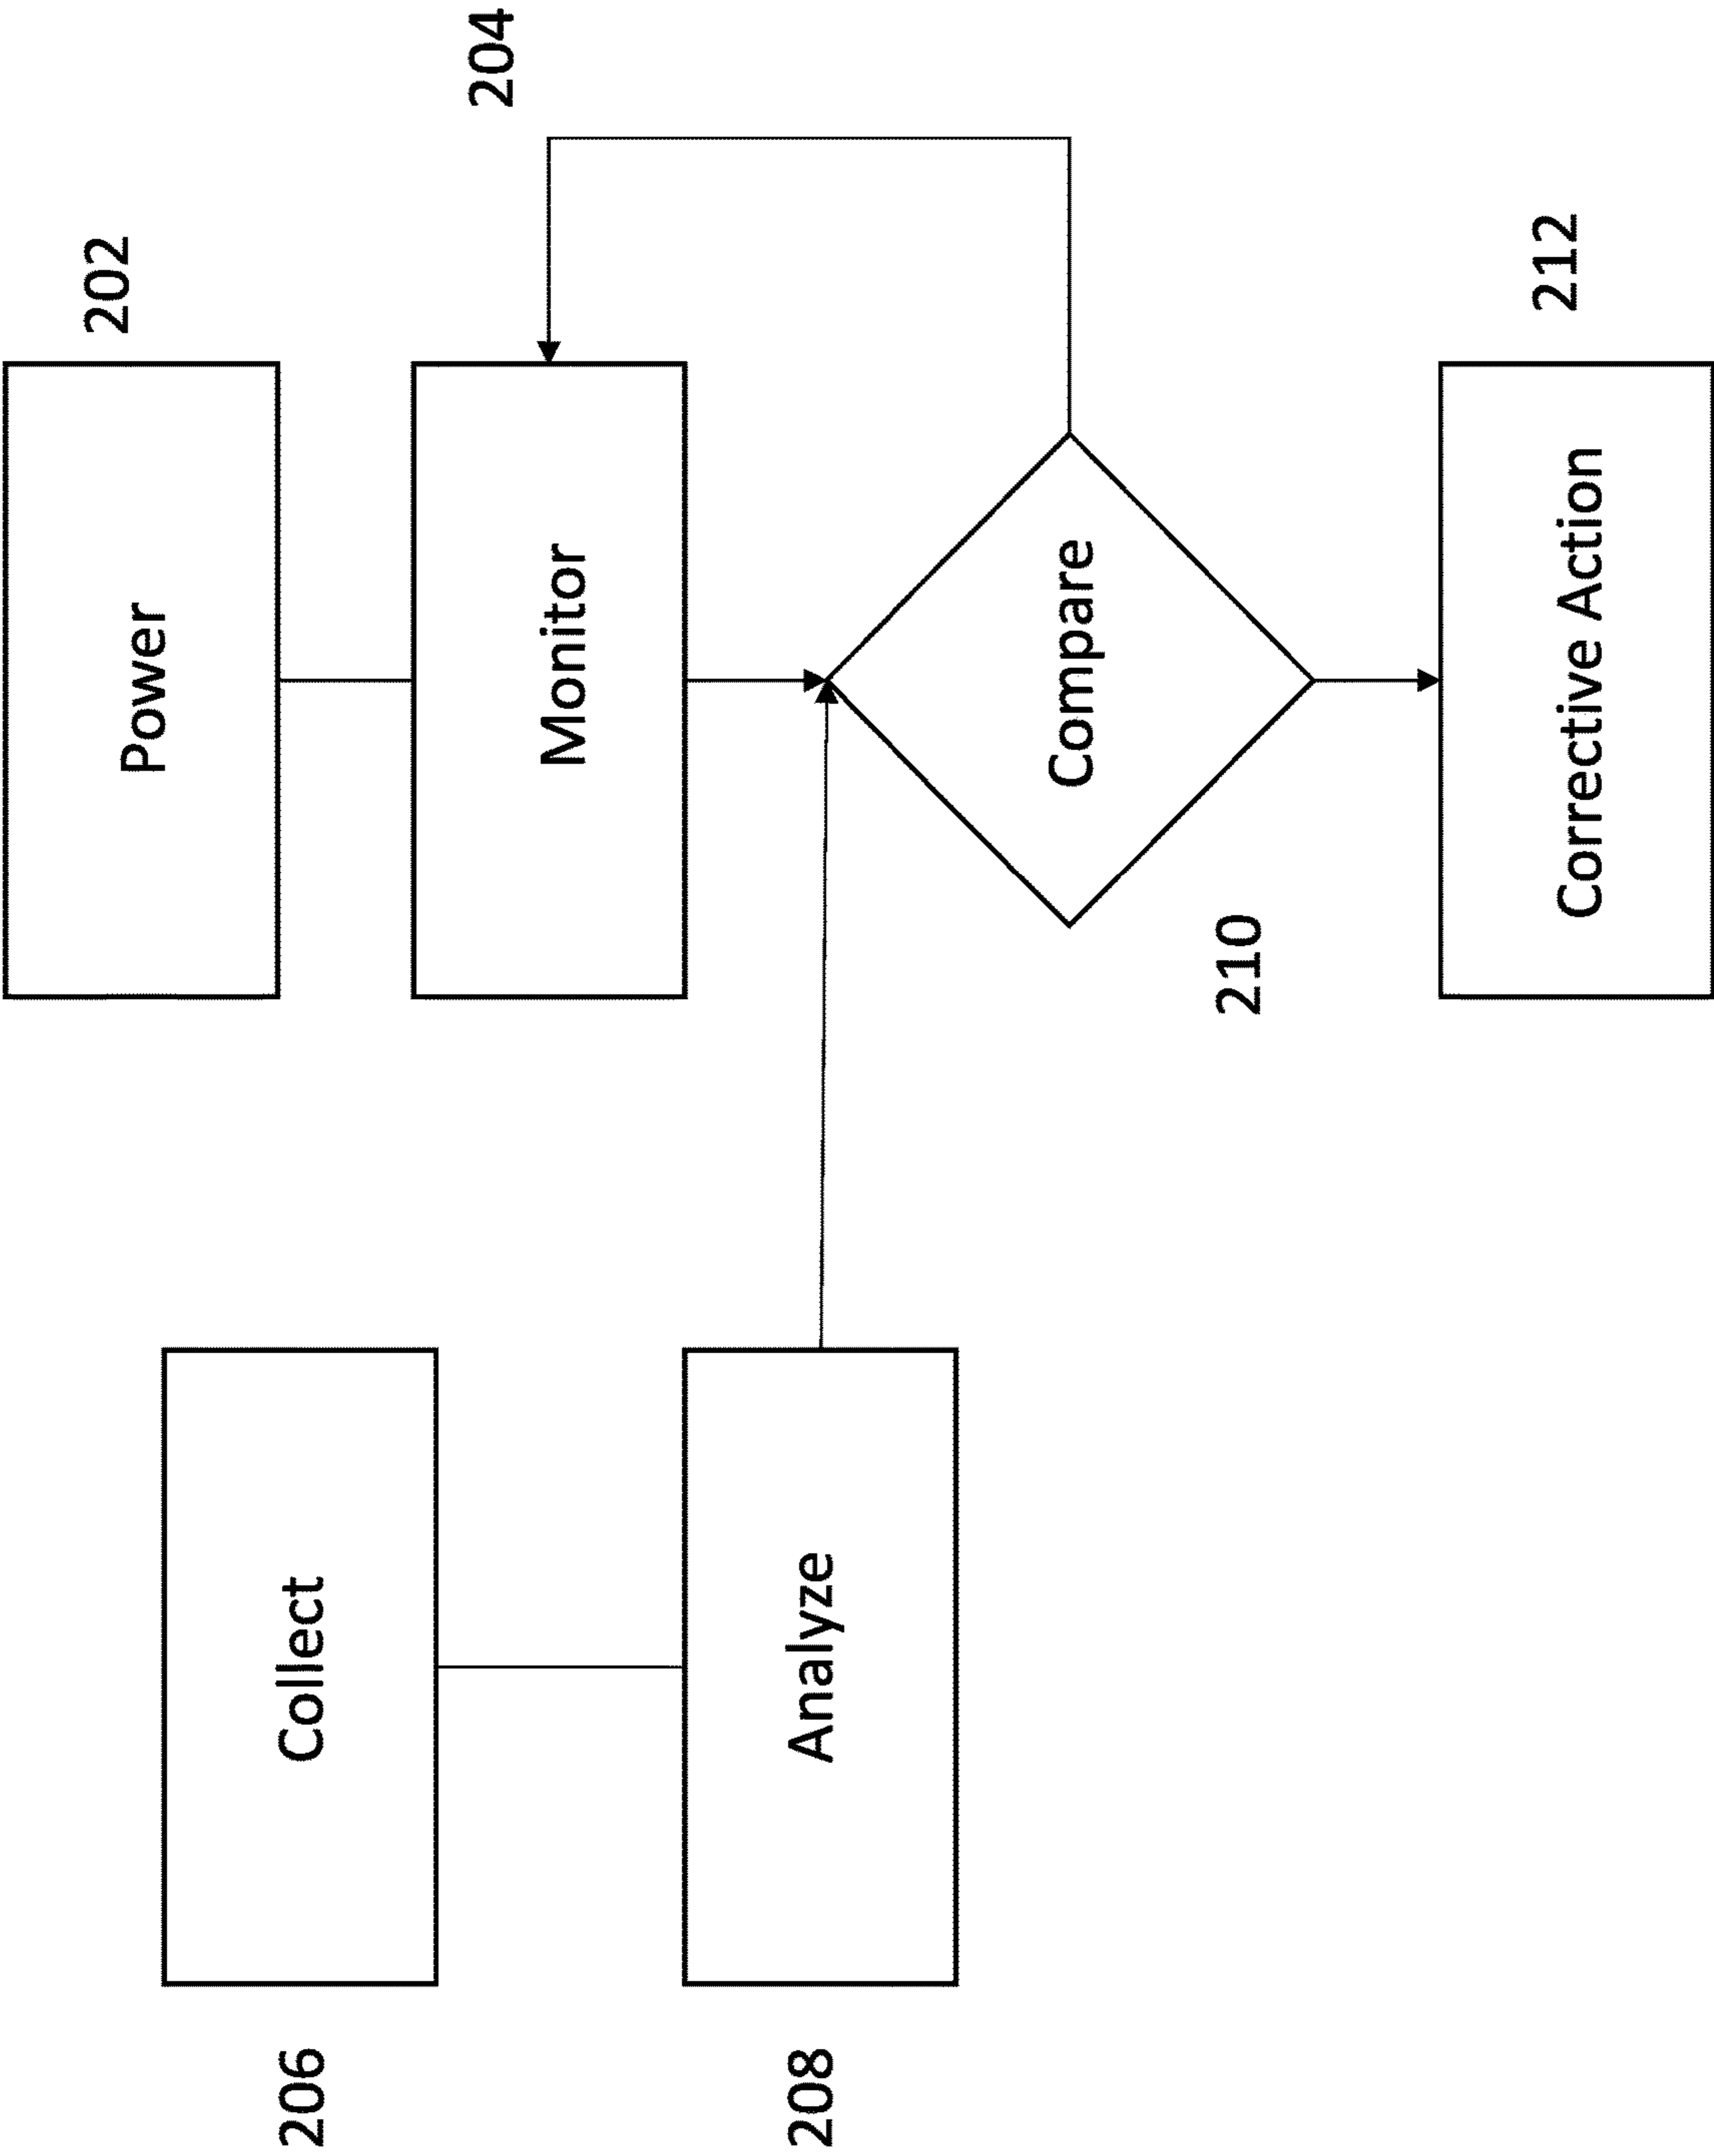 202
Power
206
Collect
204
Monitor
208
Analyze
Compare
210
212
Corrective Action